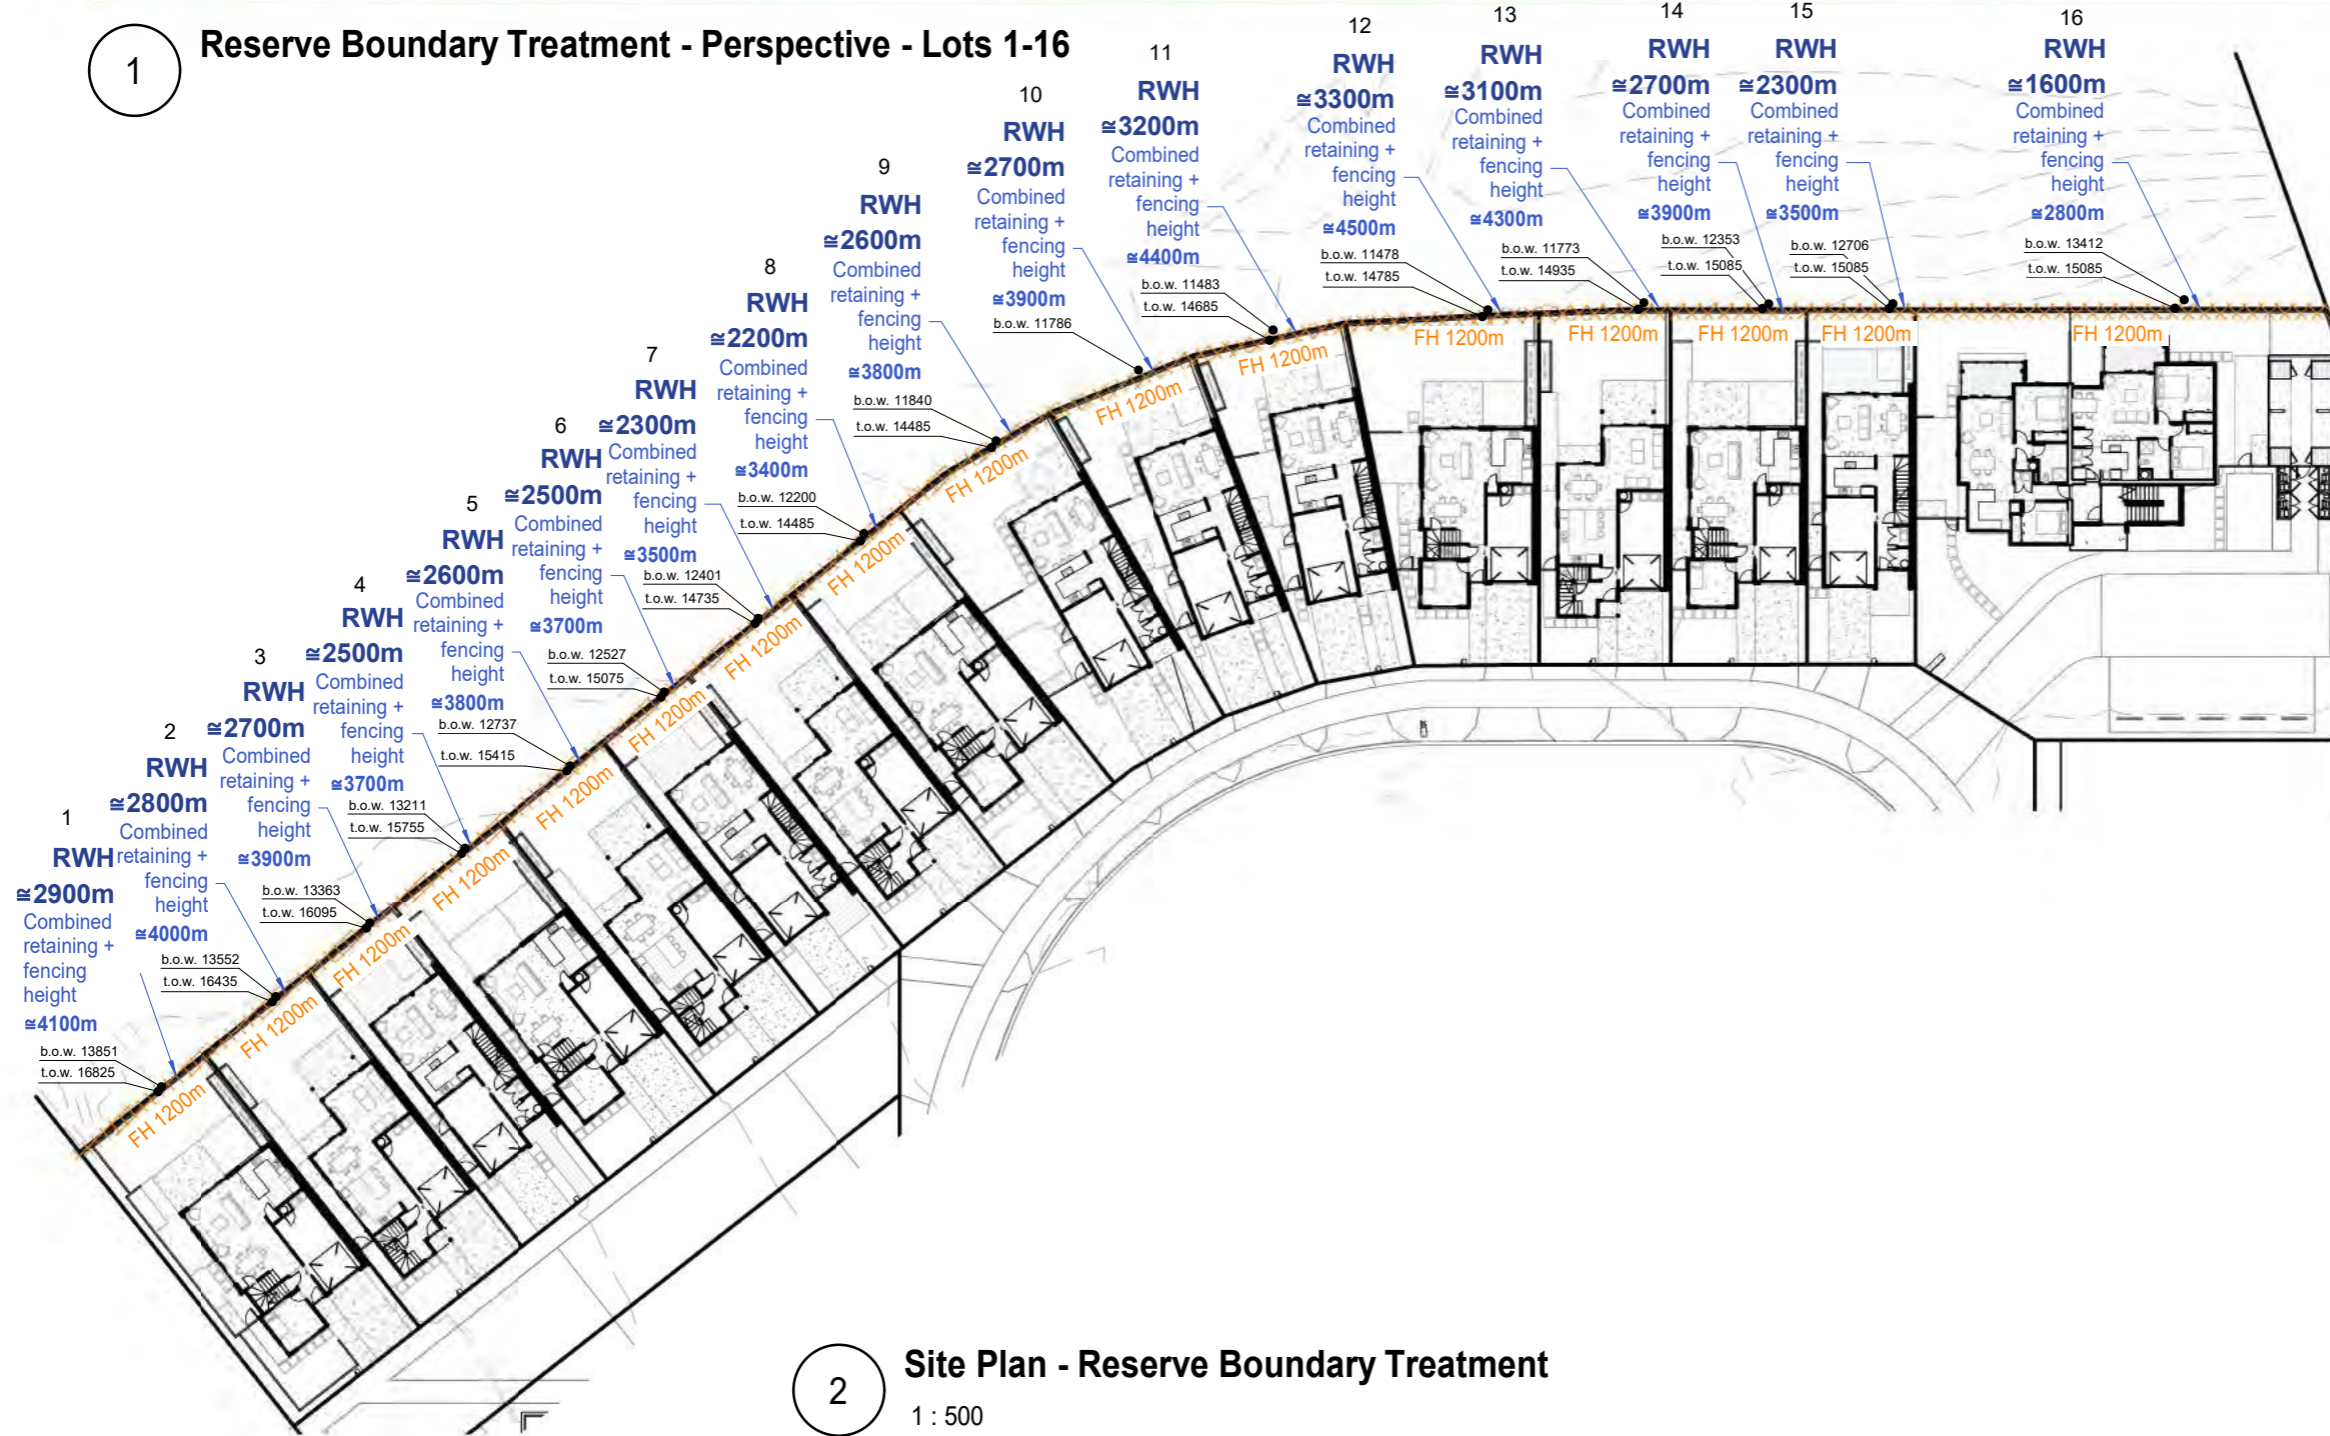 1
Reserve Boundary Treatment - Perspective - Lots 1-16
1
RWH
≅2900m
Combined
retaining +
fencing
height
≅4100m
b.o.w. 13851
t.o.w. 16825
FH 1200m
2
RWH
≅2800m
Combined
retaining +
fencing
height
≅4000m
b.o.w. 13552
t.o.w. 16435
FH 1200m
3
RWH
≅2700m
Combined
retaining +
fencing
height
≅3900m
b.o.w. 13363
t.o.w. 16095
FH 1200m
4
RWH
≅2500m
Combined
retaining +
fencing
height
≅3700m
b.o.w. 13211
t.o.w. 15755
FH 1200m
5
RWH
≅2600m
Combined
retaining +
fencing
height
≅3800m
b.o.w. 12737
t.o.w. 15415
FH 1200m
6
RWH
≅2500m
Combined
retaining +
fencing
height
≅3700m
b.o.w. 12527
t.o.w. 15075
FH 1200m
7
RWH
≅2300m
Combined
retaining +
fencing
height
≅3500m
b.o.w. 12401
t.o.w. 14735
FH 1200m
8
RWH
≅2200m
Combined
retaining +
fencing
height
≅3400m
b.o.w. 12200
t.o.w. 14485
FH 1200m
9
RWH
≅2600m
Combined
retaining +
fencing
height
≅3800m
b.o.w. 11840
t.o.w. 14485
FH 1200m
10
RWH
≅2700m
Combined
retaining +
fencing
height
≅3900m
b.o.w. 11786
FH 1200m
11
RWH
≅3200m
Combined
retaining +
fencing
height
≅4400m
b.o.w. 11483
t.o.w. 14685
FH 1200m
12
RWH
≅3300m
Combined
retaining +
fencing
height
≅4500m
b.o.w. 11478
t.o.w. 14785
FH 1200m
13
RWH
≅3100m
Combined
retaining +
fencing
height
≅4300m
b.o.w. 11773
t.o.w. 14935
FH 1200m
14
RWH
≅2700m
Combined
retaining +
fencing
height
≅3900m
b.o.w. 12353
t.o.w. 15085
FH 1200m
15
RWH
≅2300m
Combined
retaining +
fencing
height
≅3500m
b.o.w. 12706
t.o.w. 15085
FH 1200m
16
RWH
≅1600m
Combined
retaining +
fencing
height
≅2800m
b.o.w. 13412
t.o.w. 15085
FH 1200m
2
Site Plan - Reserve Boundary Treatment
1 : 500